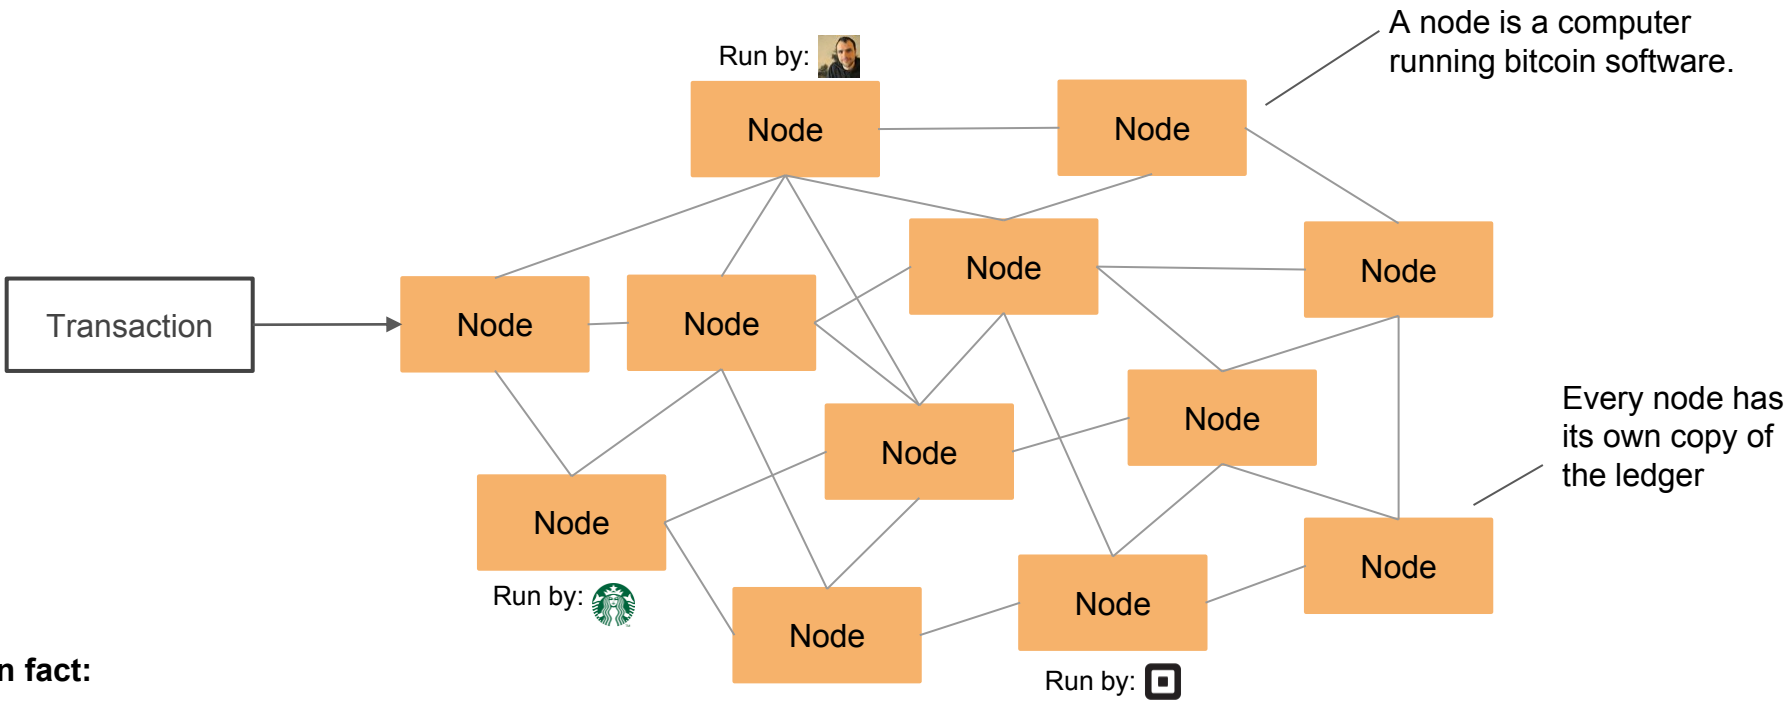 A node is a computer
running bitcoin software.
Run by:
Node
Node
Node
Node
Transaction
Node
Node
Every node has
its own copy of
the ledger
Node
Node
Node
Node
Node
Run by:
Node
n fact:
Run by: